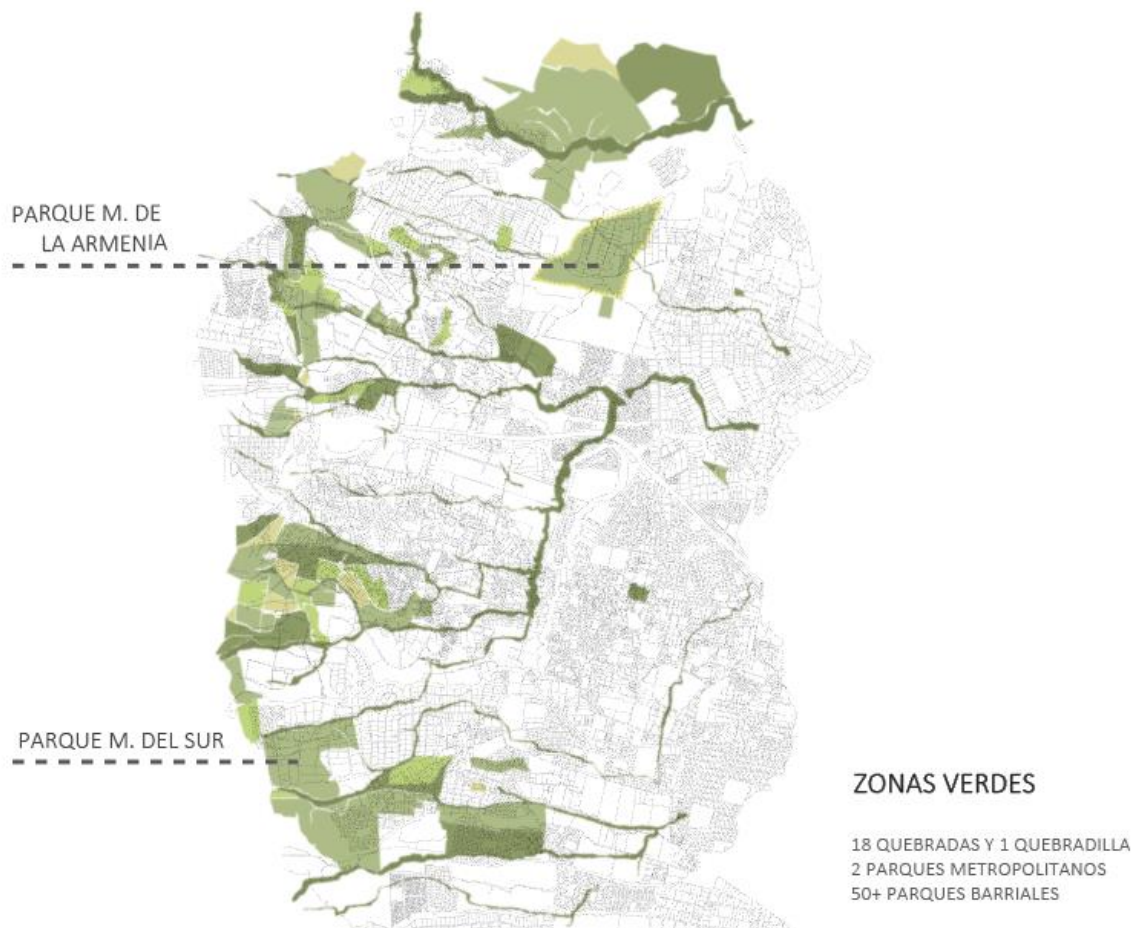 PARQUE M. DE
LA ARMENIA
PARQUE M. DEL SUR
ZONAS VERDES
18 QUEBRADAS Y 1 QUEBRADILLA
2 PARQUES METROPOLITANOS
50+ PARQUES BARRIALES